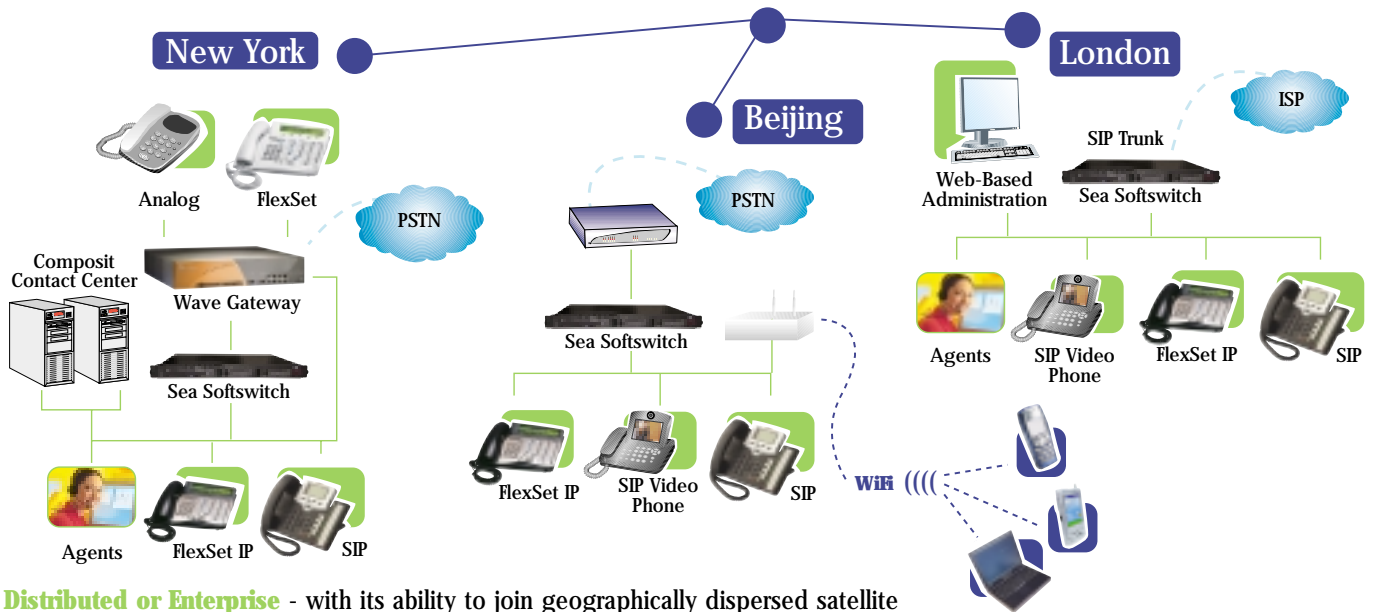 New York
London
Beijing
ISP
SIP Trunk
Analog
FlexSet
PSTN
PSTN
Web-Based
Administration
Sea Softswitch
Composit
Contact Center
Wave Gateway
Sea Softswitch
Sea Softswitch
Agents
SIP Video
Phone
FlexSet IP
SIP
FlexSet IP
SIP Video
Phone
SIP
WiFi
Agents
FlexSet IP
SIP
Distributed or Enterprise - with its ability to join geographically dispersed satellite